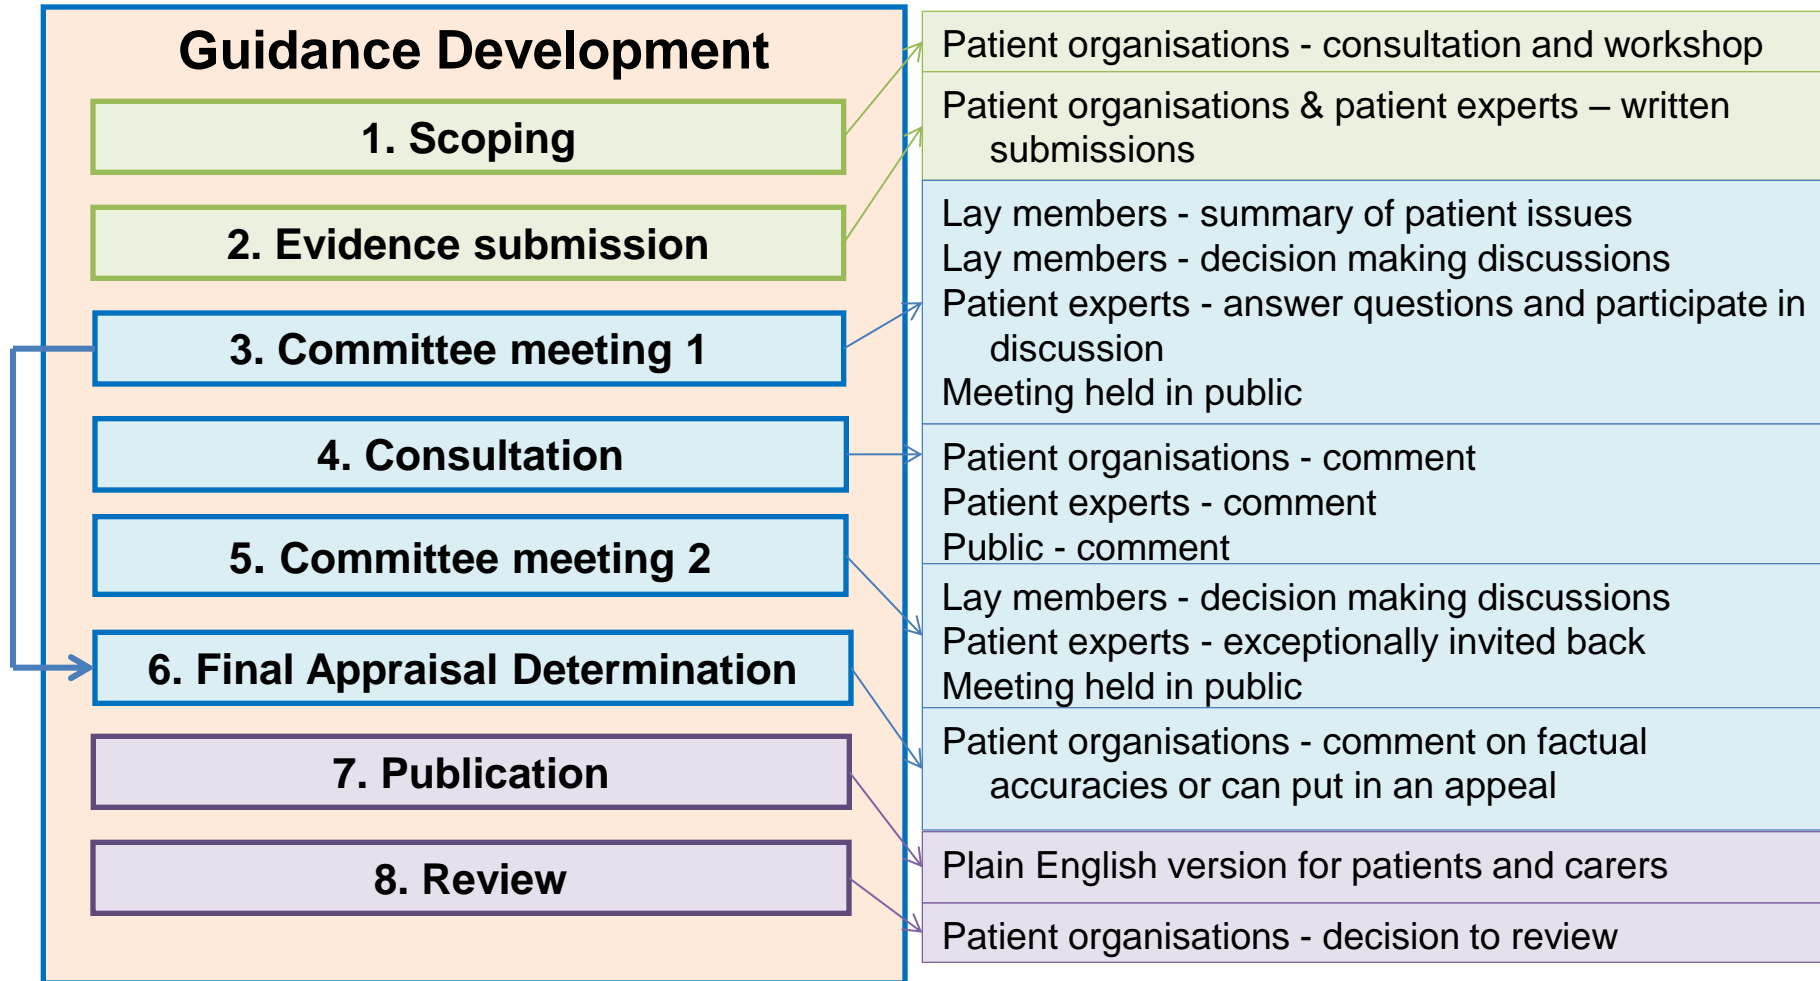 Guidance Development
1. Scoping
2. Evidence submission
3. Committee meeting 1
4. Consultation
5. Committee meeting 2
6. Final Appraisal Determination
7. Publication
8. Review
Patient organisations - consultation and workshop
Patient organisations & patient experts – written
submissions
Lay members - summary of patient issues
Lay members - decision making discussions
Patient experts - answer questions and participate in
discussion
Meeting held in public
Patient organisations - comment
Patient experts - comment
Public - comment
Lay members - decision making discussions
Patient experts - exceptionally invited back
Meeting held in public
Patient organisations - comment on factual
accuracies or can put in an appeal
Plain English version for patients and carers
Patient organisations - decision to review